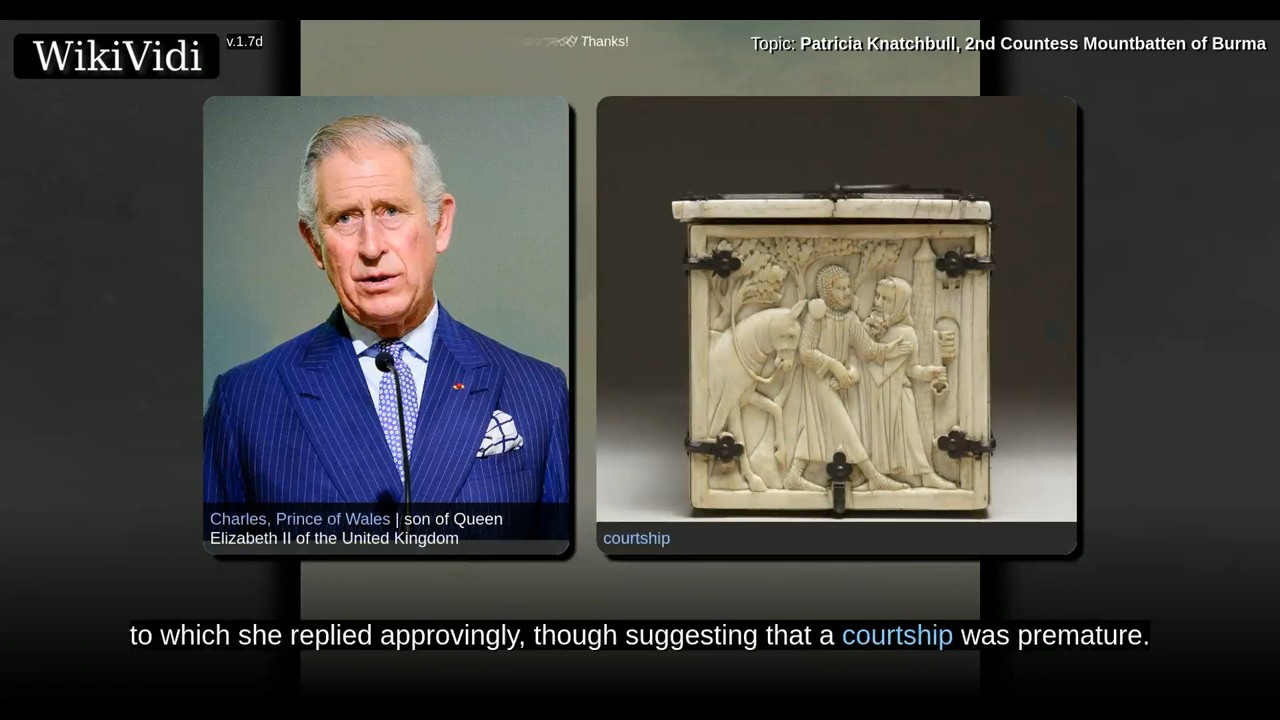 WikiVidi
v.1.7d
Thanks!
Topic: Patricia Knatchbull, 2nd Countess Mountbatten of Burma
Charles, Prince of Wales | son of Queen
Elizabeth II of the United Kingdom
courtship
to which she replied approvingly, though suggesting that a courtship was premature.